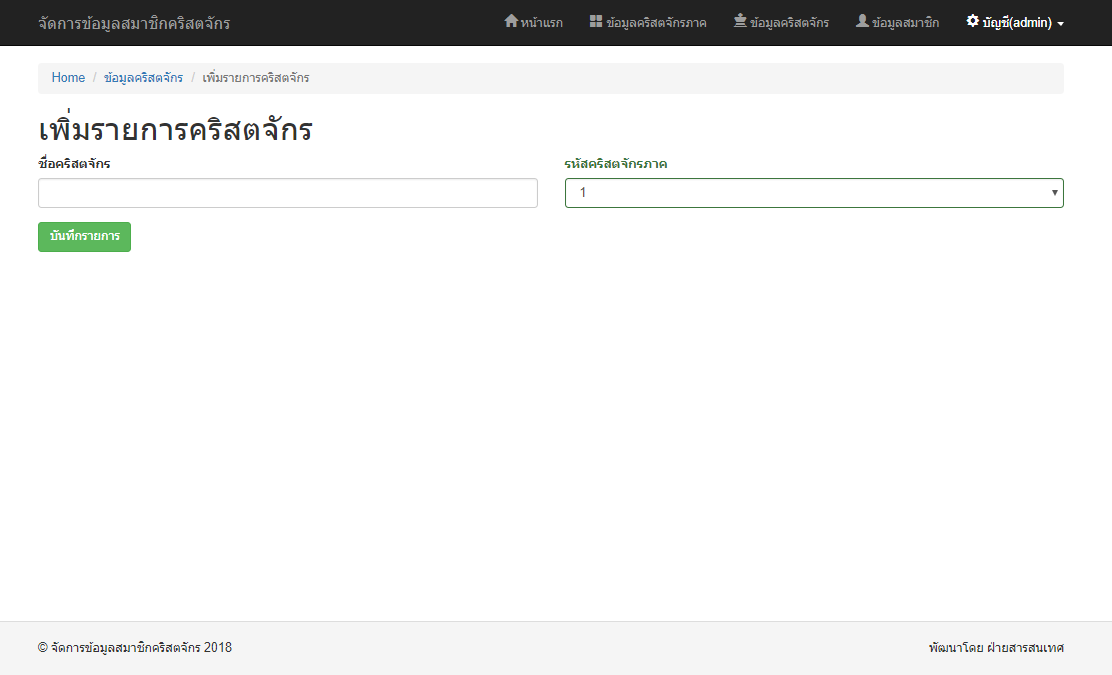 จัดการข้อมูลสมาชิกคริสตจักร หน้าแรก ข้อมูลคริสตจักรภาค ข้อมูลคริสตจักร ข้อมูลสมาชิก บัญชี(admin)
Home / ข้อมูลคริสตจักร / เพิ่มรายการคริสตจักร
เพิ่มรายการคริสตจักร
ชื่อคริสตจักร รหัสคริสตจักรภาค
1
บันทึกรายการ
© จัดการข้อมูลสมาชิกคริสตจักร 2018 พัฒนาโดย ฝ่ายสารสนเทศ